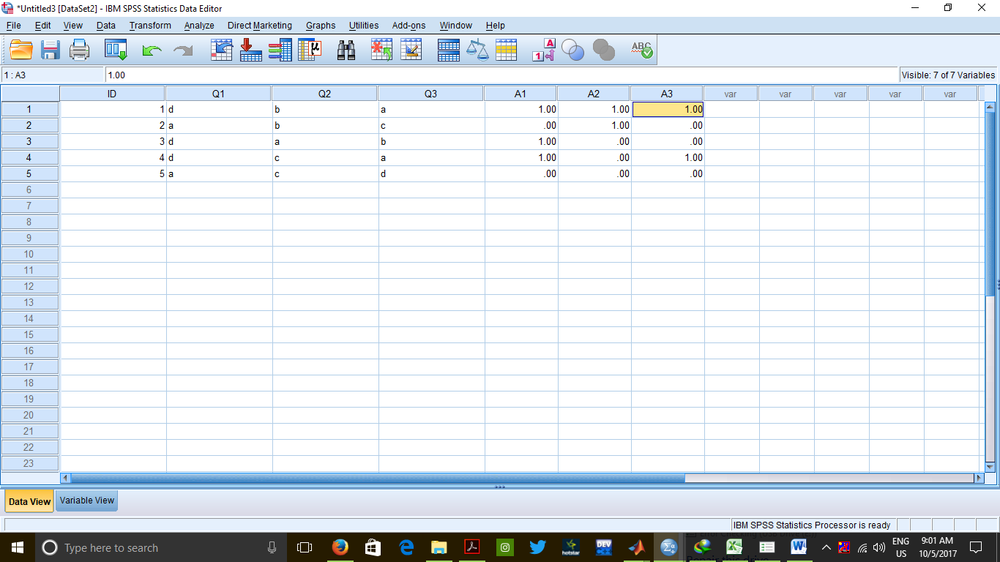 *Untitled3 [DataSet2] - IBM SPSS Statistics Data Editor
File Edit View Data Transform Analyze Direct Marketing Graphs Utilities Add-ons Window Help
1 : A3 1.00 Visible: 7 of 7 Variables
ID Q1 Q2 Q3 A1 A2 A3 var var var var var
1 1 d b a 1.00 1.00 1.00
2 2 a b c .00 1.00 .00
3 3 d a b 1.00 .00 .00
4 4 d c a 1.00 .00 1.00
5 5 a c d .00 .00 .00
6
7
8
9
10
11
12
13
14
15
16
17
18
19
20
21
22
23
Data View Variable View
IBM SPSS Statistics Processor is ready
Type here to search
ENG 9:01 AM
US 10/5/2017